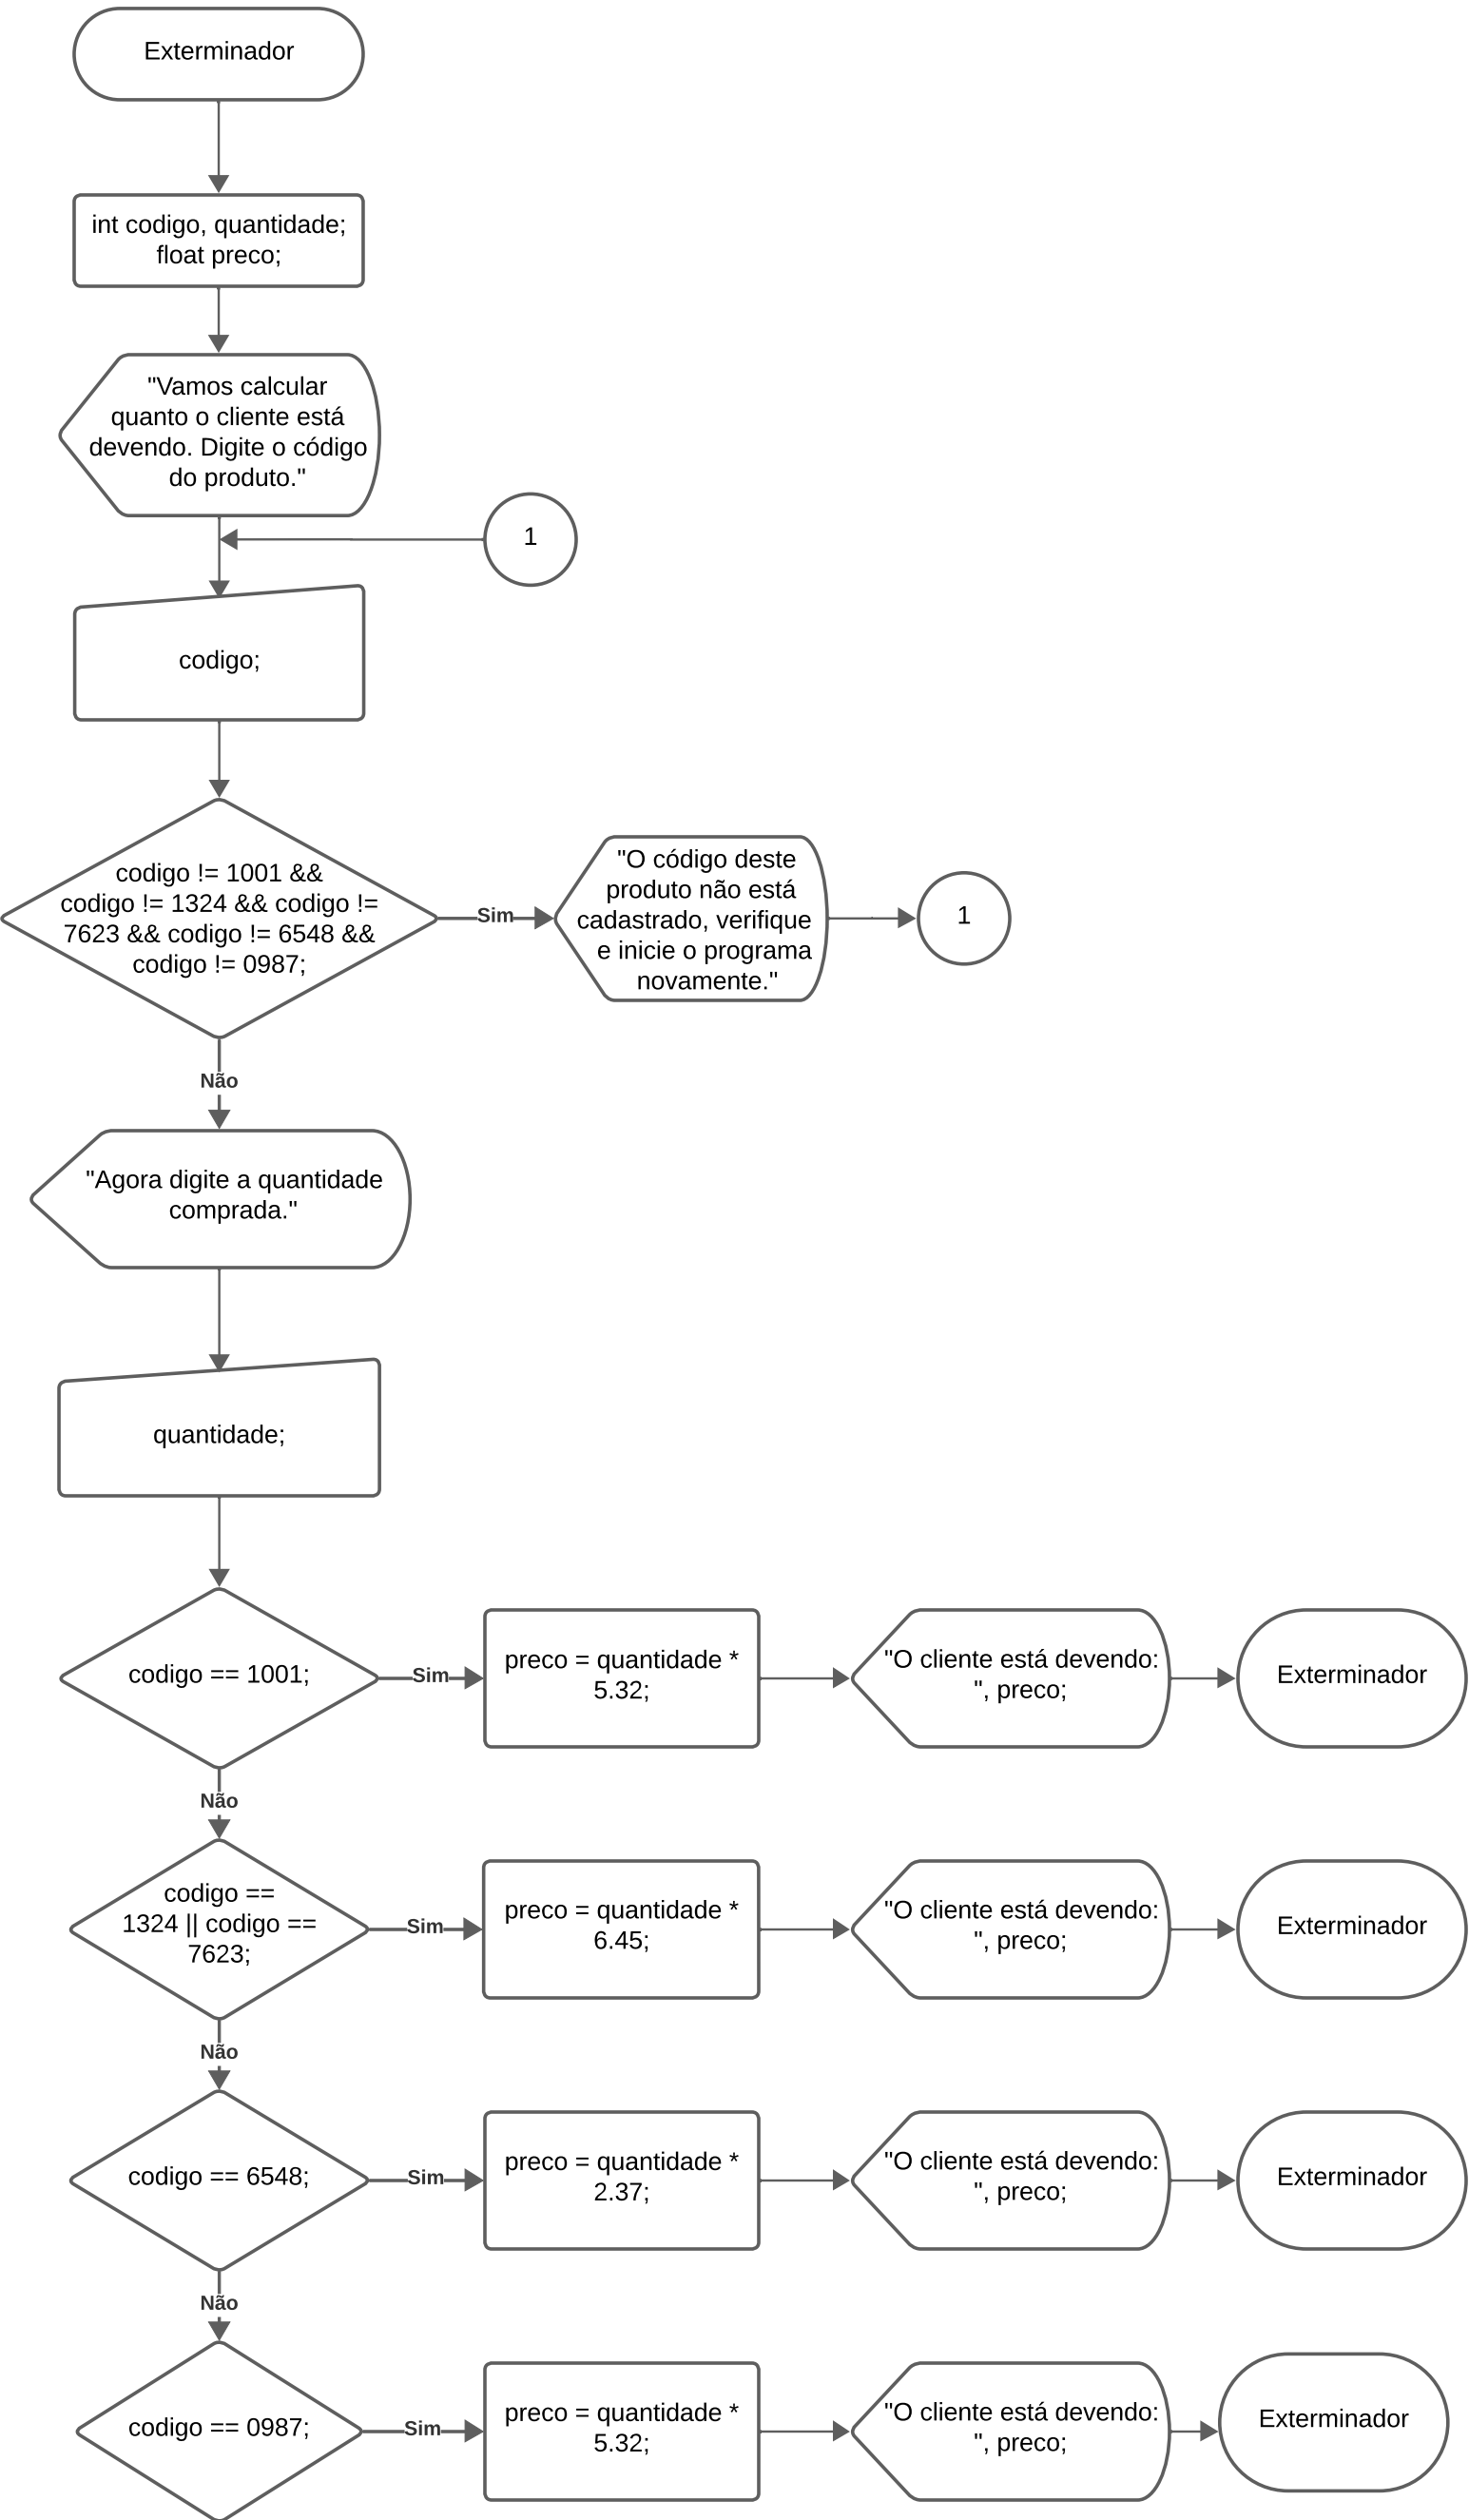 Exterminador
int codigo, quantidade;
float preco;
"Vamos calcular
quanto o cliente está
devendo. Digite o código
do produto."
1
codigo;
codigo != 1001 &&
codigo != 1324 && codigo !=
7623 && codigo != 6548 &&
codigo != 0987;
Sim
"O código deste
produto não está
cadastrado, verifique
e inicie o programa
novamente."
1
Não
"Agora digite a quantidade
comprada."
quantidade;
codigo == 1001;
Sim
preco = quantidade *
5.32;
"O cliente está devendo:
", preco;
Exterminador
Não
codigo ==
1324 || codigo ==
7623;
Sim
preco = quantidade *
6.45;
"O cliente está devendo:
", preco;
Exterminador
Não
codigo == 6548;
Sim
preco = quantidade *
2.37;
"O cliente está devendo:
", preco;
Exterminador
Não
codigo == 0987;
Sim
preco = quantidade *
5.32;
"O cliente está devendo:
", preco;
Exterminador